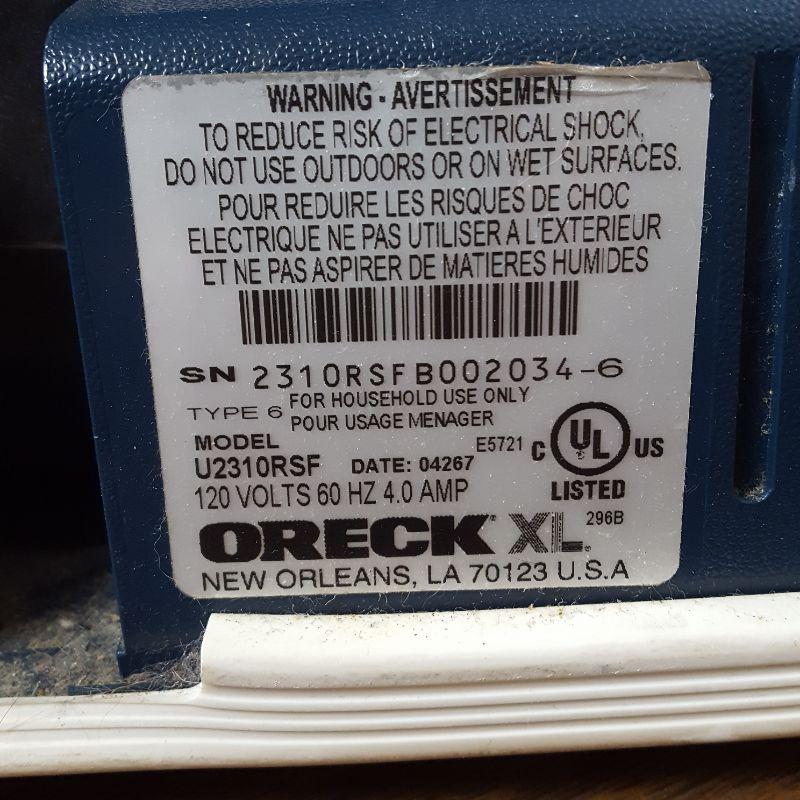 WARNING - AVERTISSEMENT
TO REDUCE RISK OF ELECTRICAL SHOCK,
DO NOT USE OUTDOORS OR ON WET SURFACES.
POUR REDUIRE LES RISQUES DE CHOC
ELECTRIQUE NE PAS UTILISER A L'EXTERIEUR
ET NE PAS ASPIRER DE MATIERES HUMIDES
SN 2310RSFB002034-6
TYPE 6 FOR HOUSEHOLD USE ONLY
POUR USAGE MENAGER
MODEL E5721
U2310RSF DATE: 04267
C UL US
LISTED
120 VOLTS 60 HZ 4.0 AMP
296B
ORECK XL
NEW ORLEANS, LA 70123 U.S.A